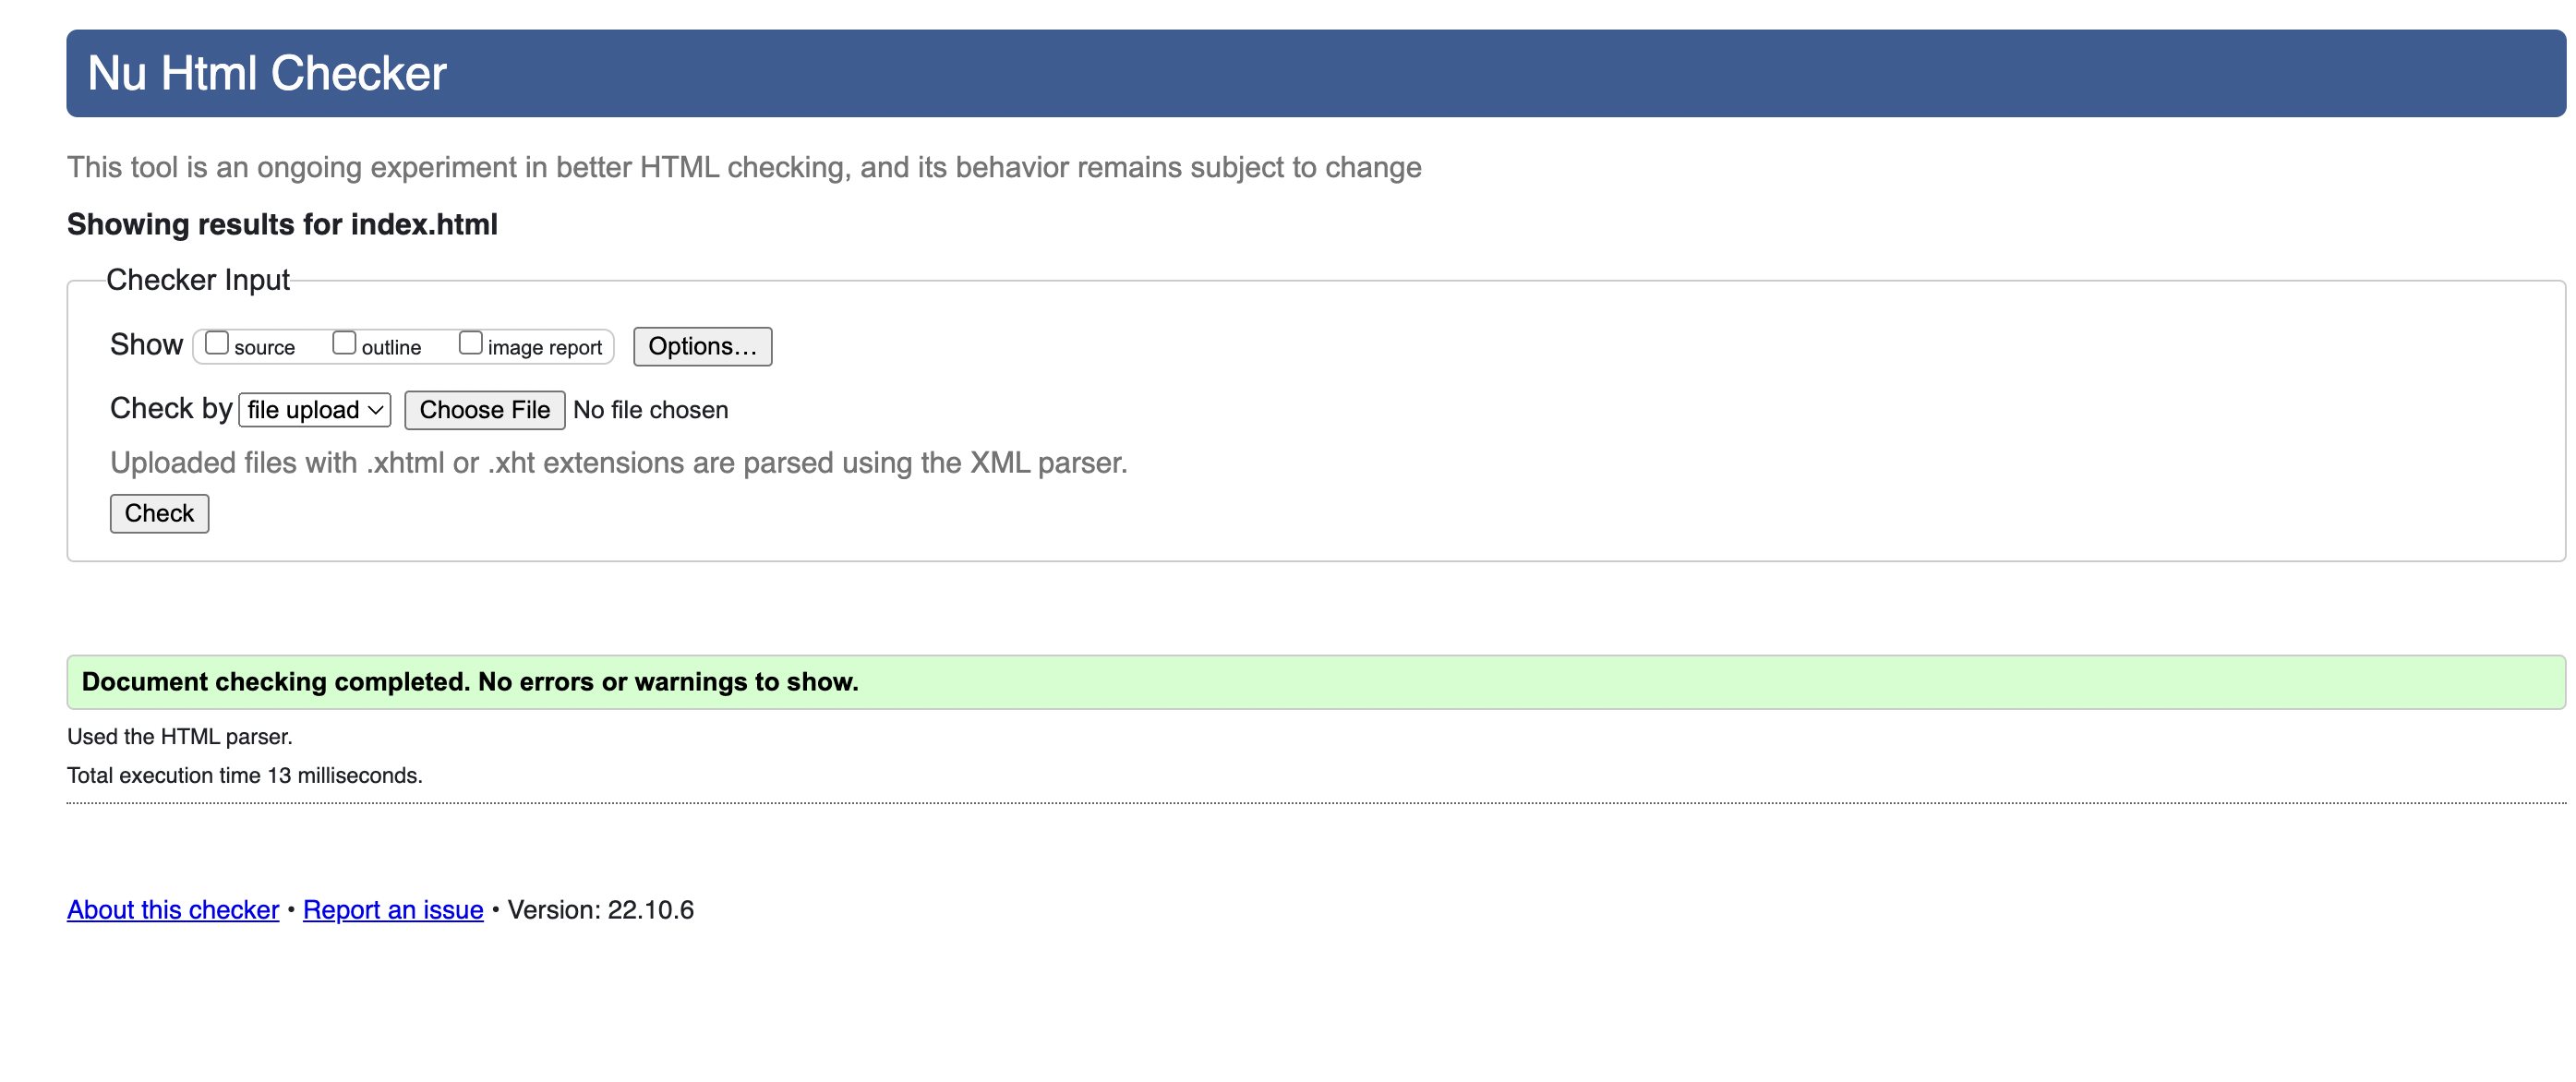 Nu Html Checker
This tool is an ongoing experiment in better HTML checking, and its behavior remains subject to change
Showing results for index.html
Checker Input
Show source outline image report Options…
Check by file upload Choose File No file chosen
Uploaded files with .xhtml or .xht extensions are parsed using the XML parser.
Check
Document checking completed. No errors or warnings to show.
Used the HTML parser.
Total execution time 13 milliseconds.
About this checker • Report an issue • Version: 22.10.6